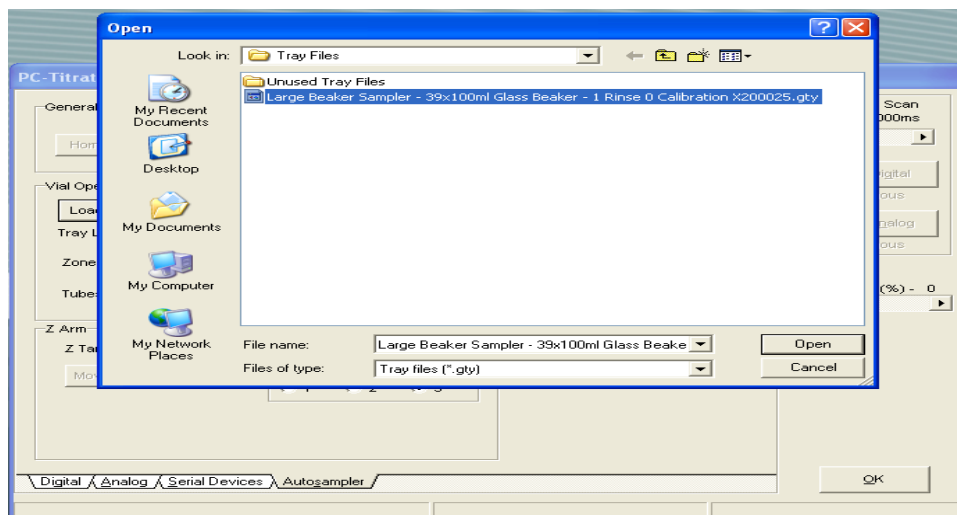 Open
Look in: Tray Files
My Recent Documents
Desktop
My Documents
My Computer
My Network Places
Unused Tray Files
Large Beaker Sampler - 39x100ml Glass Beaker - 1 Rinse 0 Calibration X200025.gty
File name: Large Beaker Sampler - 39x100ml Glass Beake
Open
Files of type: Tray files (*.gty)
Cancel
PC-Titrat
General
Hom
Vial Ope
Loa
Tray L
Zone
Tube
Z Arm
Z Ta
Mov
Scan
000ms
igital
ous
nalog
ous
(%) - 0
Digital
Analog
Serial Devices
Autosampler
OK